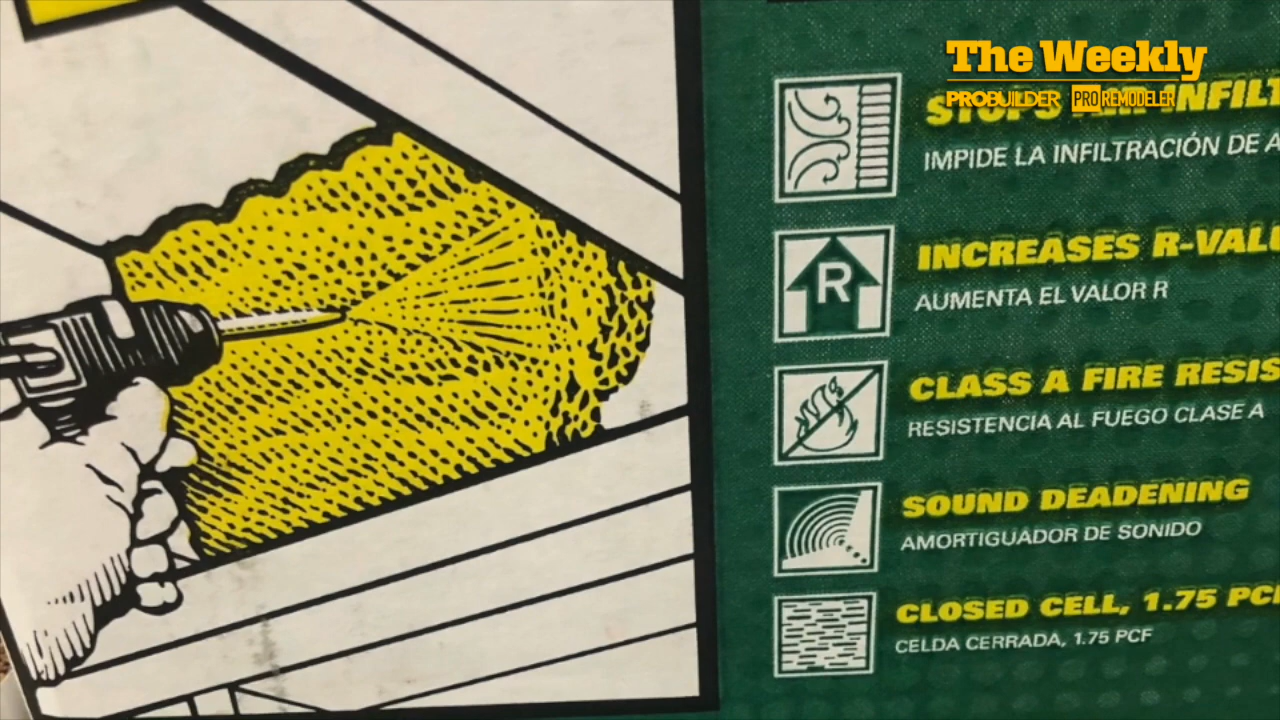 The Weekly
PROBUILDER PRO REMODELER
STOPS AIR INFILT
IMPIDE LA INFILTRACIÓN DE A
R
INCREASES R-VALU
AUMENTA EL VALOR R
CLASS A FIRE RESIS
RESISTENCIA AL FUEGO CLASE A
SOUND DEADENING
AMORTIGUADOR DE SONIDO
CLOSED CELL, 1.75 PCF
CELDA CERRADA, 1.75 PCF